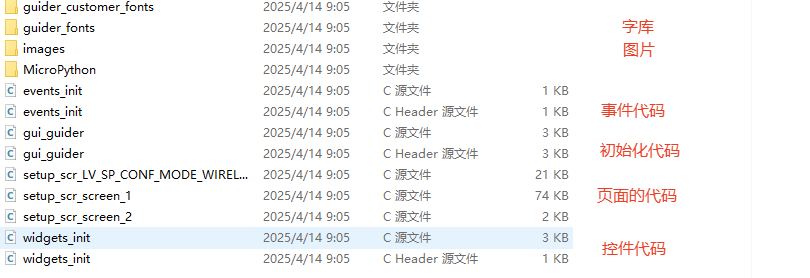 guider_customer_fonts 2025/4/14 9:05 文件夹
guider_fonts 2025/4/14 9:05 文件夹 字库
images 2025/4/14 9:05 文件夹 图片
MicroPython 2025/4/14 9:05 文件夹
events_init 2025/4/14 9:05 C 源文件 1 KB
events_init 2025/4/14 9:05 C Header 源文件 1 KB 事件代码
gui_guider 2025/4/14 9:05 C 源文件 3 KB
gui_guider 2025/4/14 9:05 C Header 源文件 3 KB 初始化代码
setup_scr_LV_SP_CONF_MODE_WIREL... 2025/4/14 9:05 C 源文件 21 KB
setup_scr_screen_1 2025/4/14 9:05 C 源文件 74 KB 页面的代码
setup_scr_screen_2 2025/4/14 9:05 C 源文件 2 KB
widgets_init 2025/4/14 9:05 C 源文件 3 KB 控件代码
widgets_init 2025/4/14 9:05 C Header 源文件 1 KB